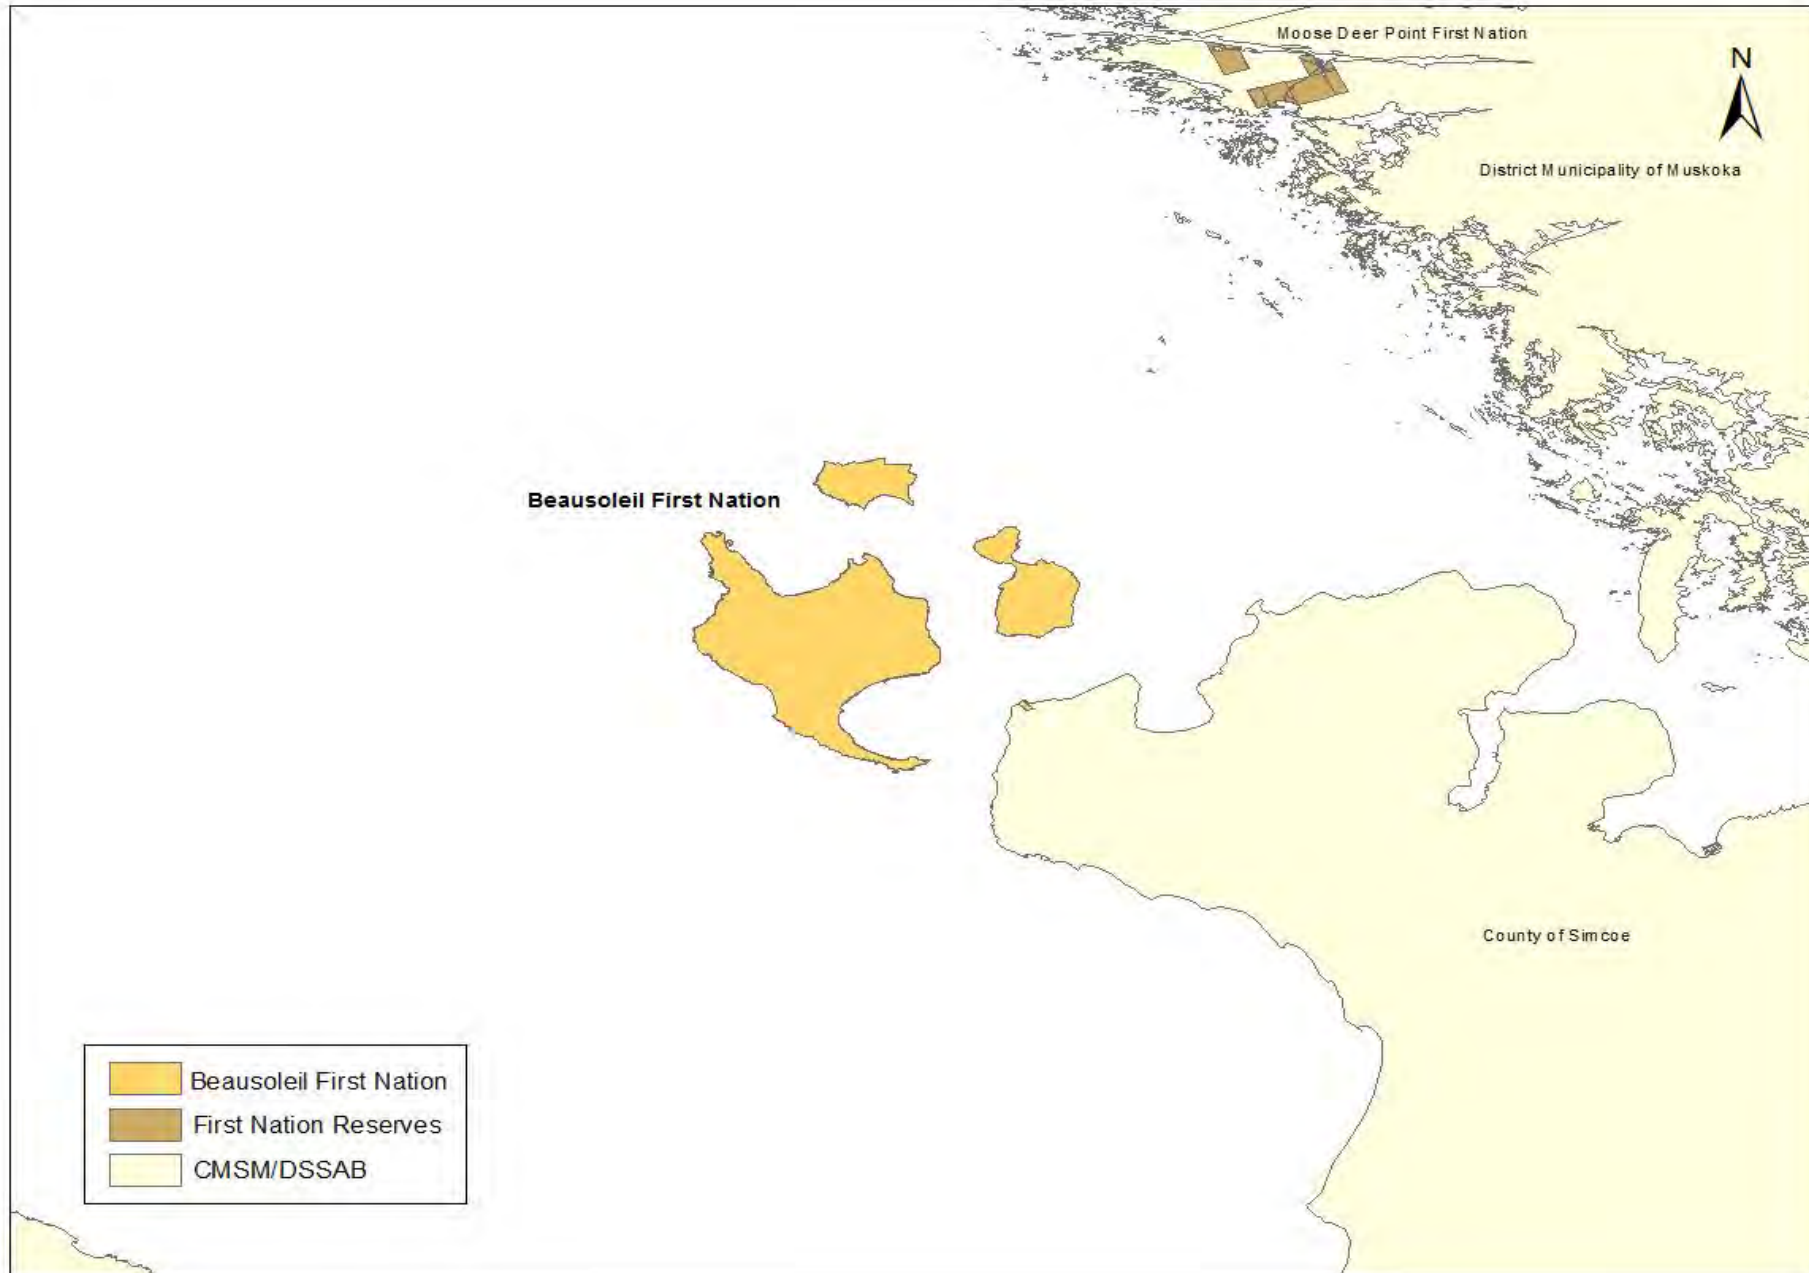 Moose Deer Point First Nation
N
District Municipality of Muskoka
Beausoleil First Nation
County of Simcoe
Beausoleil First Nation
First Nation Reserves
CMSM/DSSAB